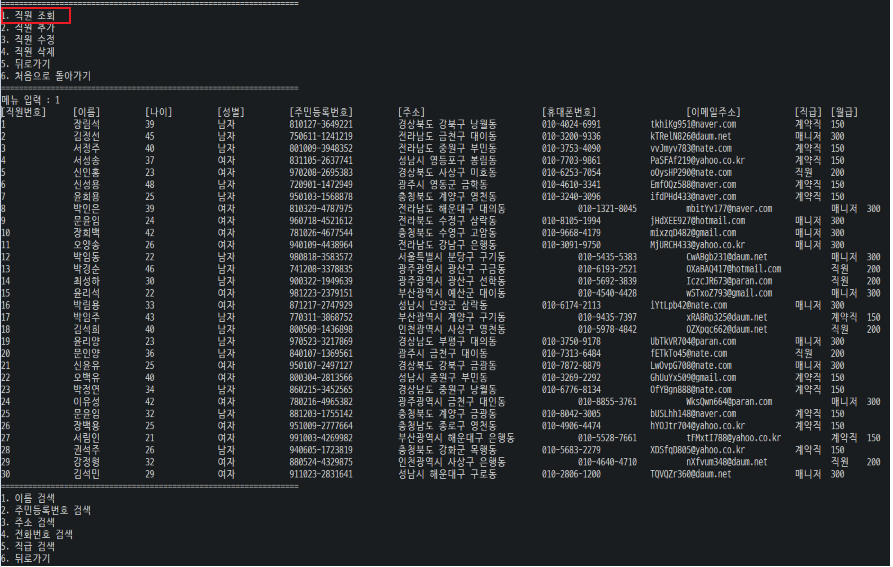 ==================================================================
1. 직원 조회
2. 직원 추가
3. 직원 수정
4. 직원 삭제
5. 뒤로가기
6. 처음으로 돌아가기
==================================================================
메뉴 입력 : 1
[직원번호] [이름] [나이] [성별] [주민등록번호] [주소] [휴대폰번호] [이메일주소] [직급] [월급]
1 장림석 39 남자 810127-3649221 경상북도 강북구 낭월동 010-4024-6991 tkhiKg951@naver.com 계약직 150
2 김정선 45 남자 750611-1241219 전라남도 금천구 대이동 010-3200-9336 kTRelN826@daum.net 매니저 300
3 서정주 40 남자 801009-3948352 전라남도 중원구 부민동 010-3753-4090 vvJmyv783@nate.com 계약직 150
4 서성송 37 여자 831105-2637741 성남시 영등포구 봉림동 010-7703-9861 PaSFAf219@yahoo.co.kr 계약직 150
5 신인홍 23 여자 970208-2695383 경상북도 사상구 미호동 010-6253-7054 oOysHP290@nate.com 직원 200
6 신성용 48 남자 720901-1472949 광주시 영동군 금학동 010-4610-3341 EmfOQz588@naver.com 계약직 150
7 윤희용 25 남자 950103-1568878 충청북도 계양구 영천동 010-3240-3096 ifdPHd433@naver.com 계약직 150
8 박인은 39 여자 810329-4787975 전라남도 해운대구 대의동 010-1321-8045 mbitYv177@naver.com 매니저 300
9 문윤임 24 여자 960718-4521612 전라북도 수정구 삼락동 010-8105-1994 jHdXEE927@hotmail.com 매니저 300
10 장희백 42 여자 781026-4677544 충청북도 수영구 고암동 010-9668-4179 mixzqD482@gmail.com 매니저 300
11 오양송 26 여자 940109-4438964 전라남도 강남구 은행동 010-3091-9750 MjURCH433@yahoo.co.kr 매니저 300
12 박임동 22 남자 980818-3583572 서울특별시 분당구 구기동 010-5435-5383 CwABgb231@daum.net 매니저 300
13 박경순 46 남자 741208-3378835 광주광역시 광산구 구금동 010-6193-2521 OXaBAQ417@hotmail.com 직원 200
14 최성하 30 남자 900322-1949639 광주광역시 광산구 선학동 010-5692-3839 IczcJR673@paran.com 직원 200
15 윤리석 22 여자 981223-2379151 부산광역시 예산군 대이동 010-4540-4428 wSTxoZ793@gmail.com 매니저 300
16 박림용 33 여자 871217-2747929 성남시 단양군 삼락동 010-6174-2113 iYtLpb42@nate.com 매니저 300
17 박임주 43 남자 770311-3868752 부산광역시 계양구 구기동 010-9435-7397 xRABRp325@daum.net 계약직 150
18 김석희 40 남자 800509-1436898 인천광역시 사상구 영천동 010-5978-4842 OZXpqc662@daum.net 직원 200
19 윤리양 23 남자 970523-3217869 경상남도 부평구 대의동 010-3750-9178 UbTkVR704@paran.com 매니저 300
20 문인양 36 남자 840107-1369561 광주시 금천구 대이동 010-7313-6484 fETkTo45@nate.com 직원 200
21 신윤유 25 여자 950107-2497127 경상남도 강북구 금광동 010-7872-8879 LwOvpG708@nate.com 매니저 300
22 오백유 40 여자 800304-2813566 성남시 중원구 부민동 010-3269-2292 GhUuYx509@gmail.com 계약직 150
23 박정연 34 여자 860215-3452565 경상남도 중원구 낭월동 010-6776-8134 OfYBgn888@nate.com 계약직 150
24 이유성 42 여자 780216-4965382 광주광역시 금천구 대인동 010-8855-3761 WksQwn664@paran.com 매니저 300
25 문윤임 32 남자 881203-1755142 충청북도 계양구 금광동 010-8042-3005 bUSLhh148@naver.com 계약직 150
26 장백용 25 여자 951009-2777664 충청남도 종로구 영천동 010-4906-4474 hYOJtr704@yahoo.co.kr 계약직 150
27 서림인 21 여자 991003-4269982 부산광역시 해운대구 은행동 010-5528-7661 tFMxtI788@yahoo.co.kr 계약직 150
28 권석주 26 남자 940605-1723819 충청북도 강화군 목행동 010-5683-2279 XDSfqD805@yahoo.co.kr 계약직 150
29 강정형 32 여자 880524-4329875 인천광역시 사상구 은행동 010-4640-4710 nXfvum348@daum.net 직원 200
30 김석민 29 여자 911023-2831641 성남시 해운대구 구로동 010-2806-1200 TQVQZr360@daum.net 매니저 300
==================================================================
1. 이름 검색
2. 주민등록번호 검색
3. 주소 검색
4. 전화번호 검색
5. 직급 검색
6. 뒤로가기